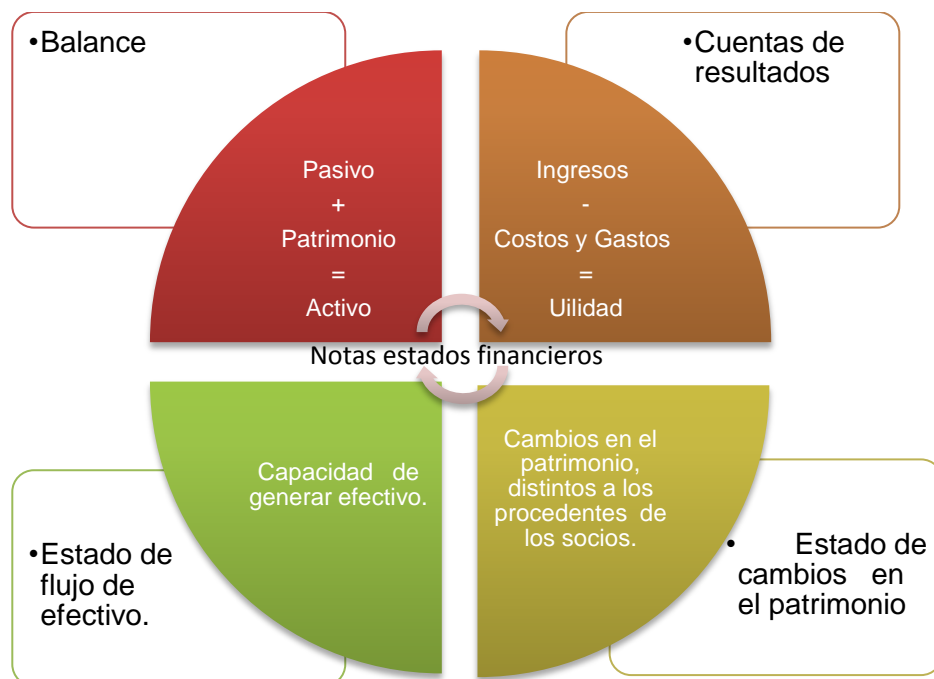 •Balance
•Cuentas de
resultados
Pasivo
+
Patrimonio
=
Activo
Ingresos
-
Costos y Gastos
=
Uilidad
Notas estados financieros
Capacidad de
generar efectivo.
Cambios en el
patrimonio,
distintos a los
procedentes de
los socios.
•Estado de
flujo de
efectivo.
• Estado de
cambios en
el patrimonio